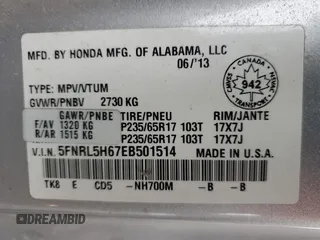 MFD. BY HONDA MFG. OF ALABAMA, LLC
06/'13
CANADA
942
TYPE: MPV/VTUM
GVWR/PNBV 2730 KG
GAWR/PNBE TIRE/PNEU RIM/JANTE
F/AV 1320 KG P235/65R17 103T 17X7J
R/AR 1515 KG P235/65R17 103T 17X7J
V.I.N. 5FNRL5H67EB501514 MADE IN U.S.A.
TK8 E CD5 -NH700M -B -B
© AUTOBIDMASTER
DREAMBID